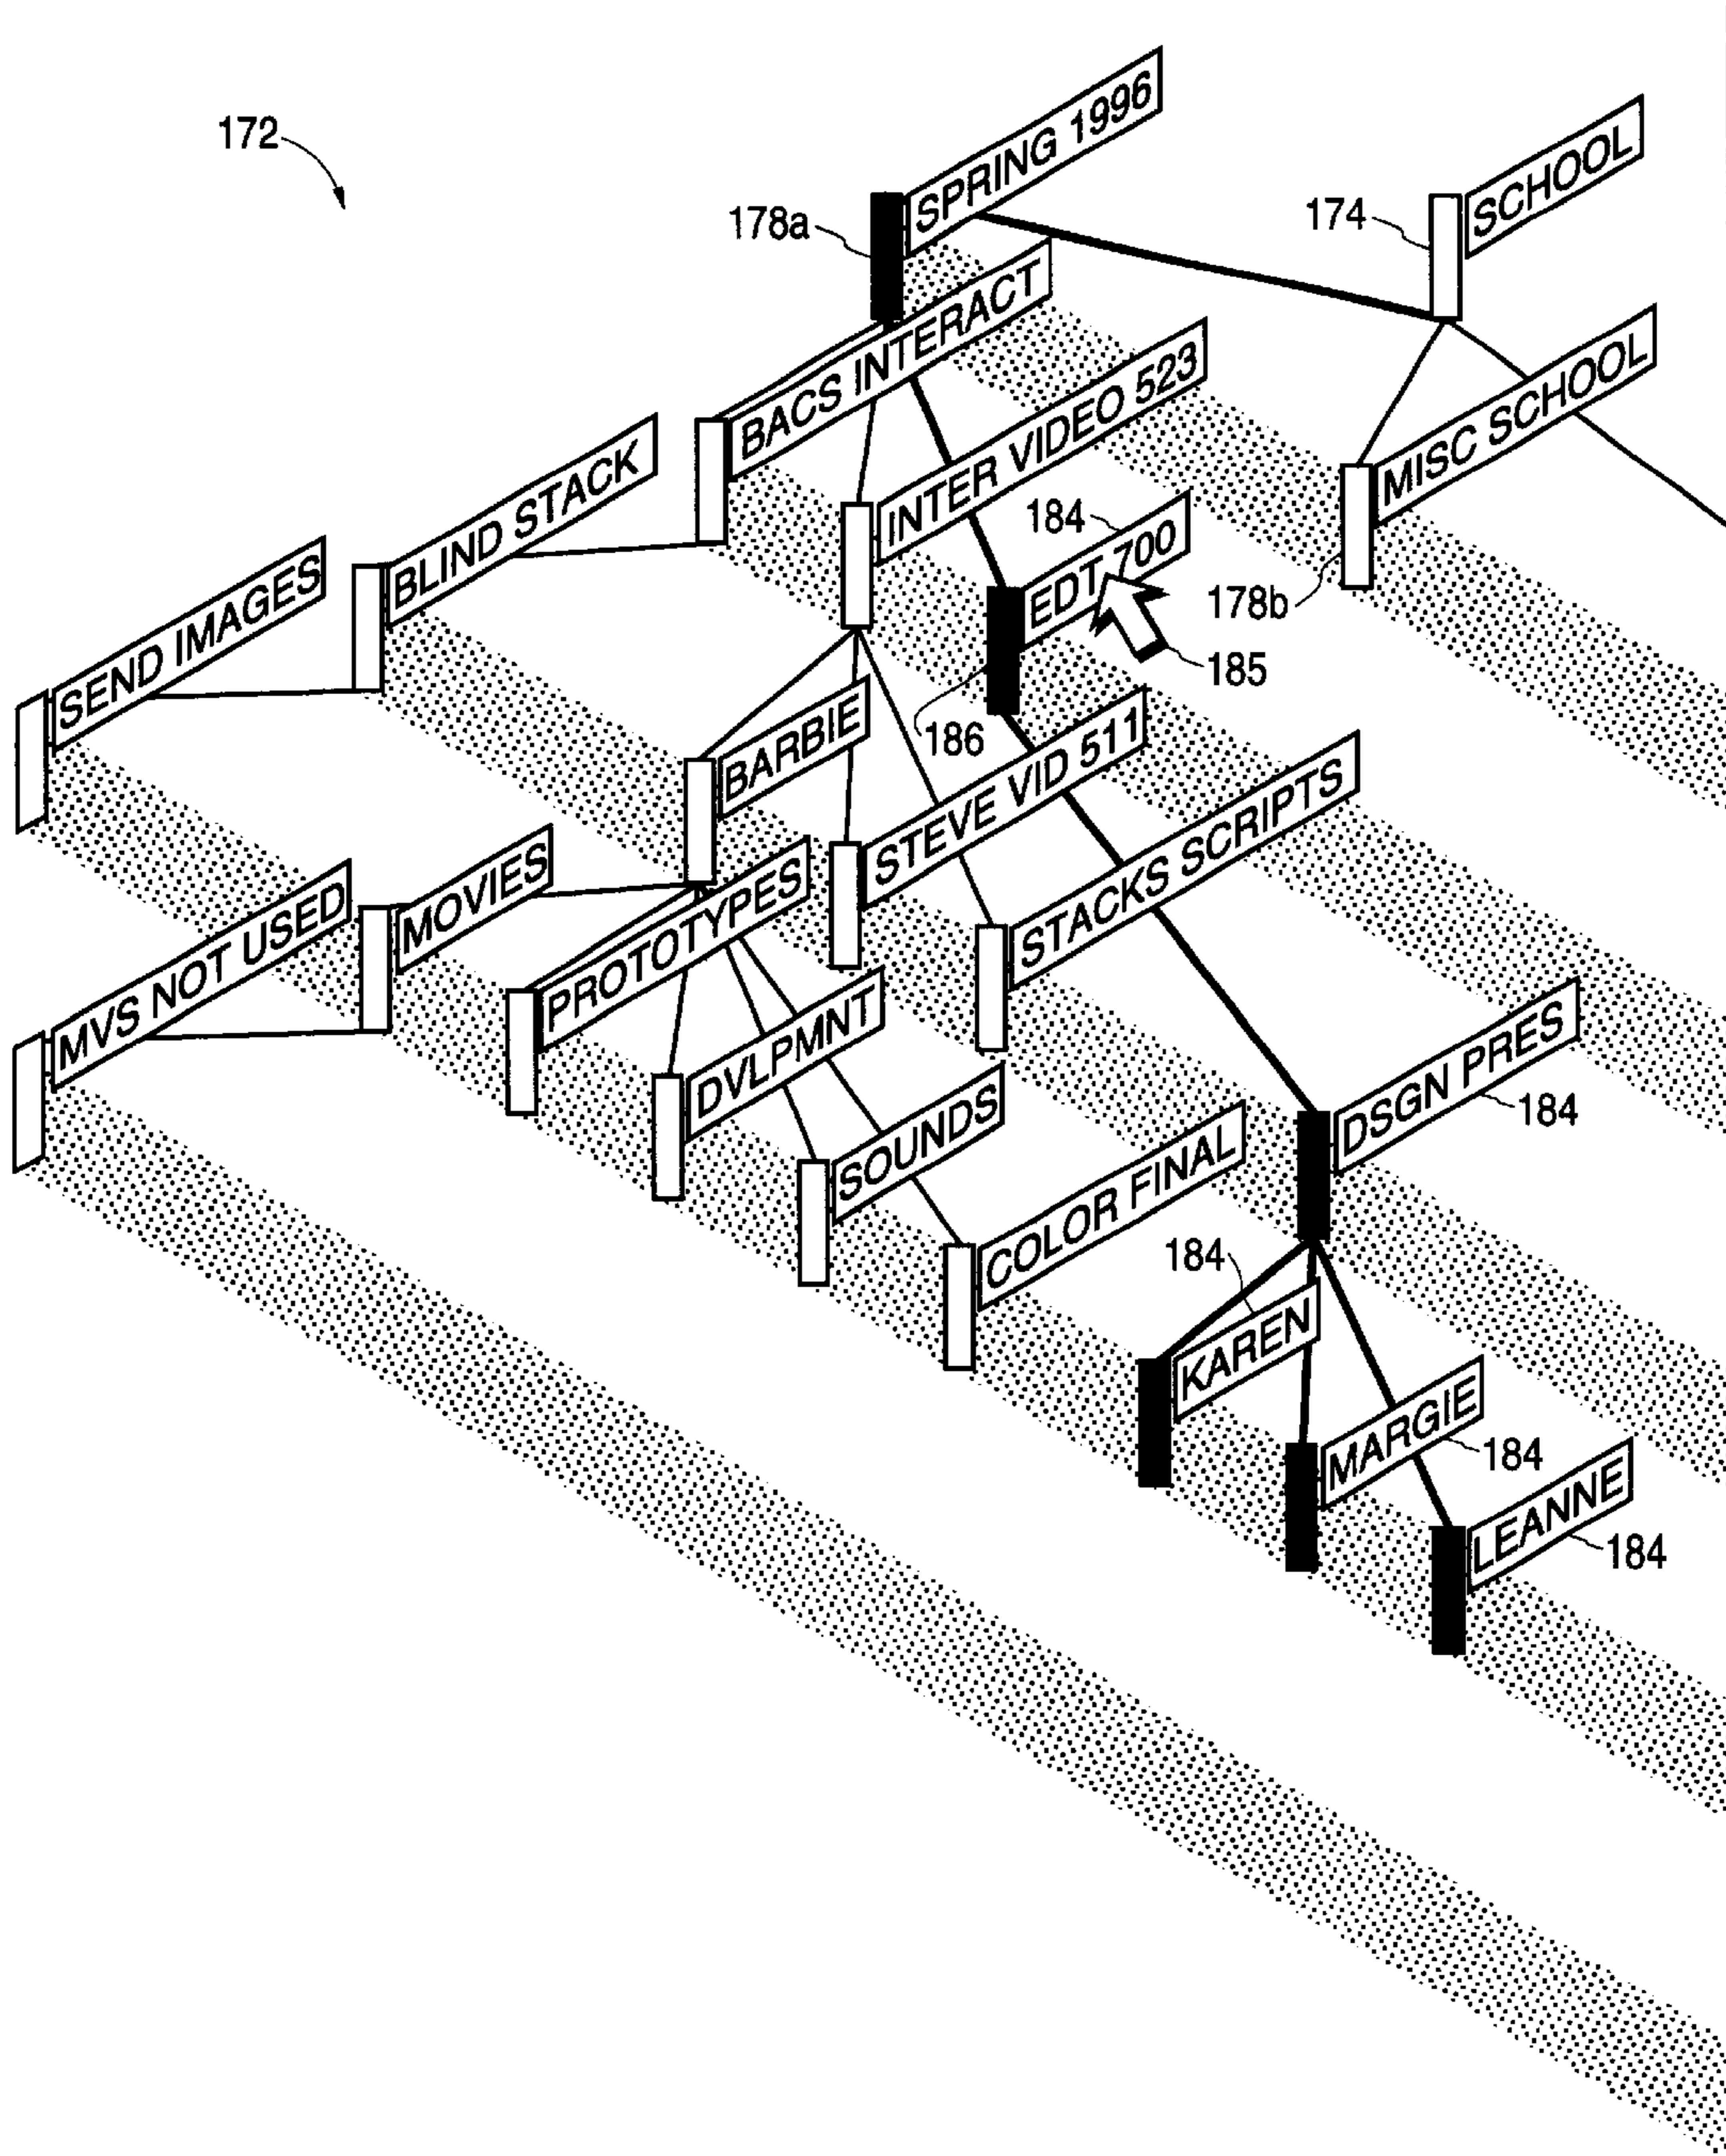 172
SPRING 1996
178a
SCHOOL
174
BACS INTERACT
INTER VIDEO 523
MISC SCHOOL
178b
BLIND STACK
184
EDT 700
185
186
SEND IMAGES
BARBIE
STEVE VID 511
STACKS SCRIPTS
MOVIES
MVS NOT USED
PROTOTYPES
DVLPMNT
SOUNDS
COLOR FINAL
DSGN PRES
184
184
KAREN
MARGIE
184
LEANNE
184